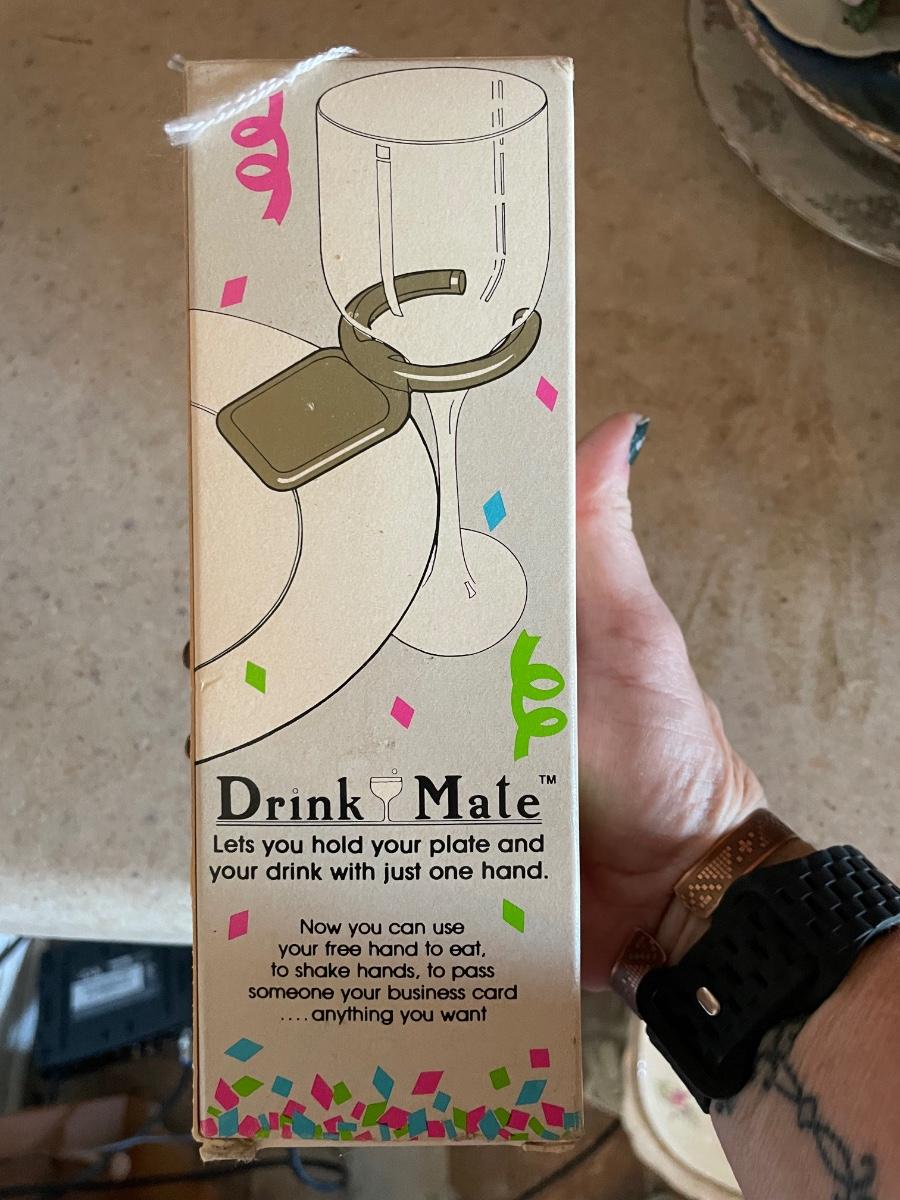 Drink Mate™
Lets you hold your plate and
your drink with just one hand.
Now you can use
your free hand to eat,
to shake hands, to pass
someone your business card
....anything you want